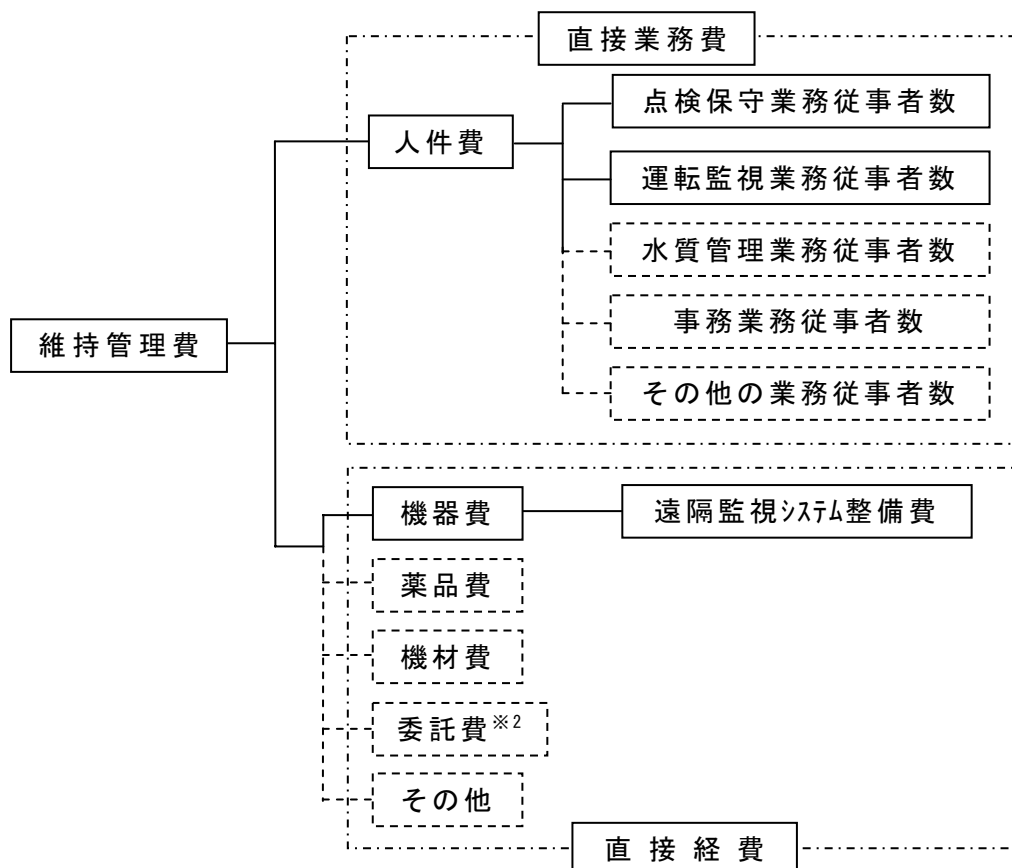 直接業務費
人件費
点検保守業務従事者数
運転監視業務従事者数
水質管理業務従事者数
事務業務従事者数
その他の業務従事者数
維持管理費
機器費
遠隔監視ｼｽﾃﾑ整備費
薬品費
機材費
委託費※2
その他
直接経費